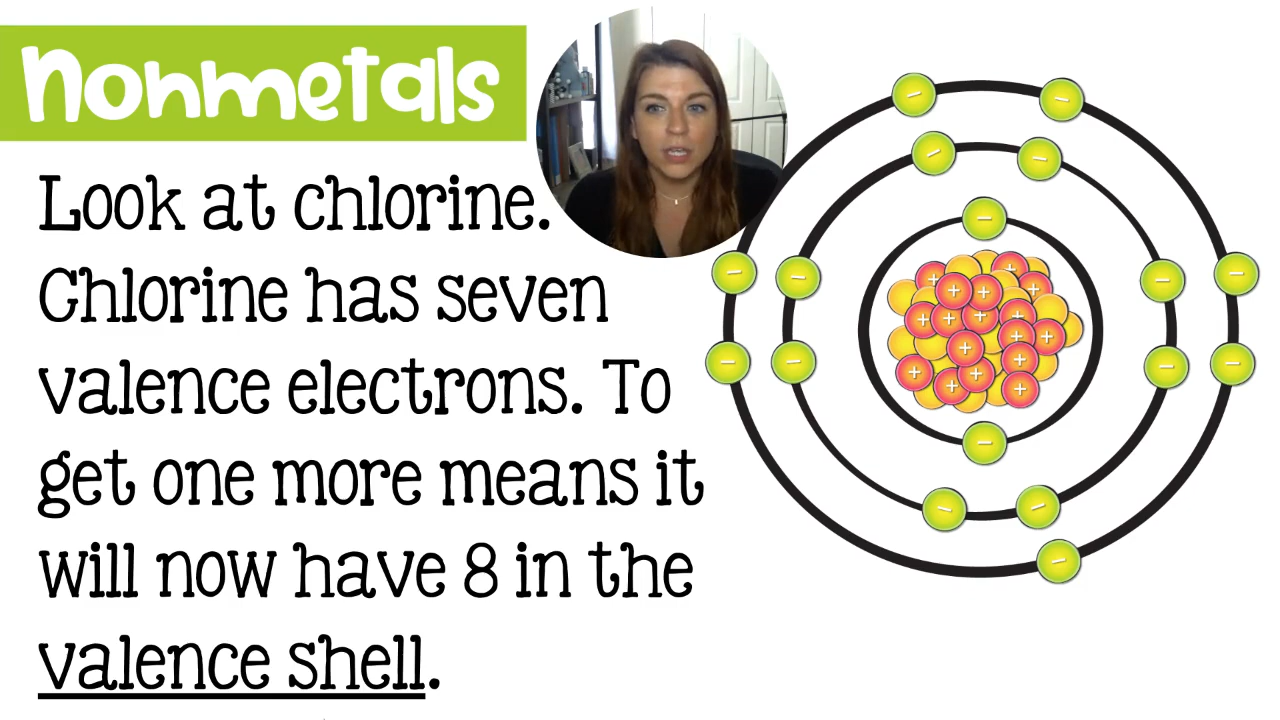 Nonmetals
Look at chlorine.
Chlorine has seven
valence electrons. To
get one more means it
will now have 8 in the
valence shell.